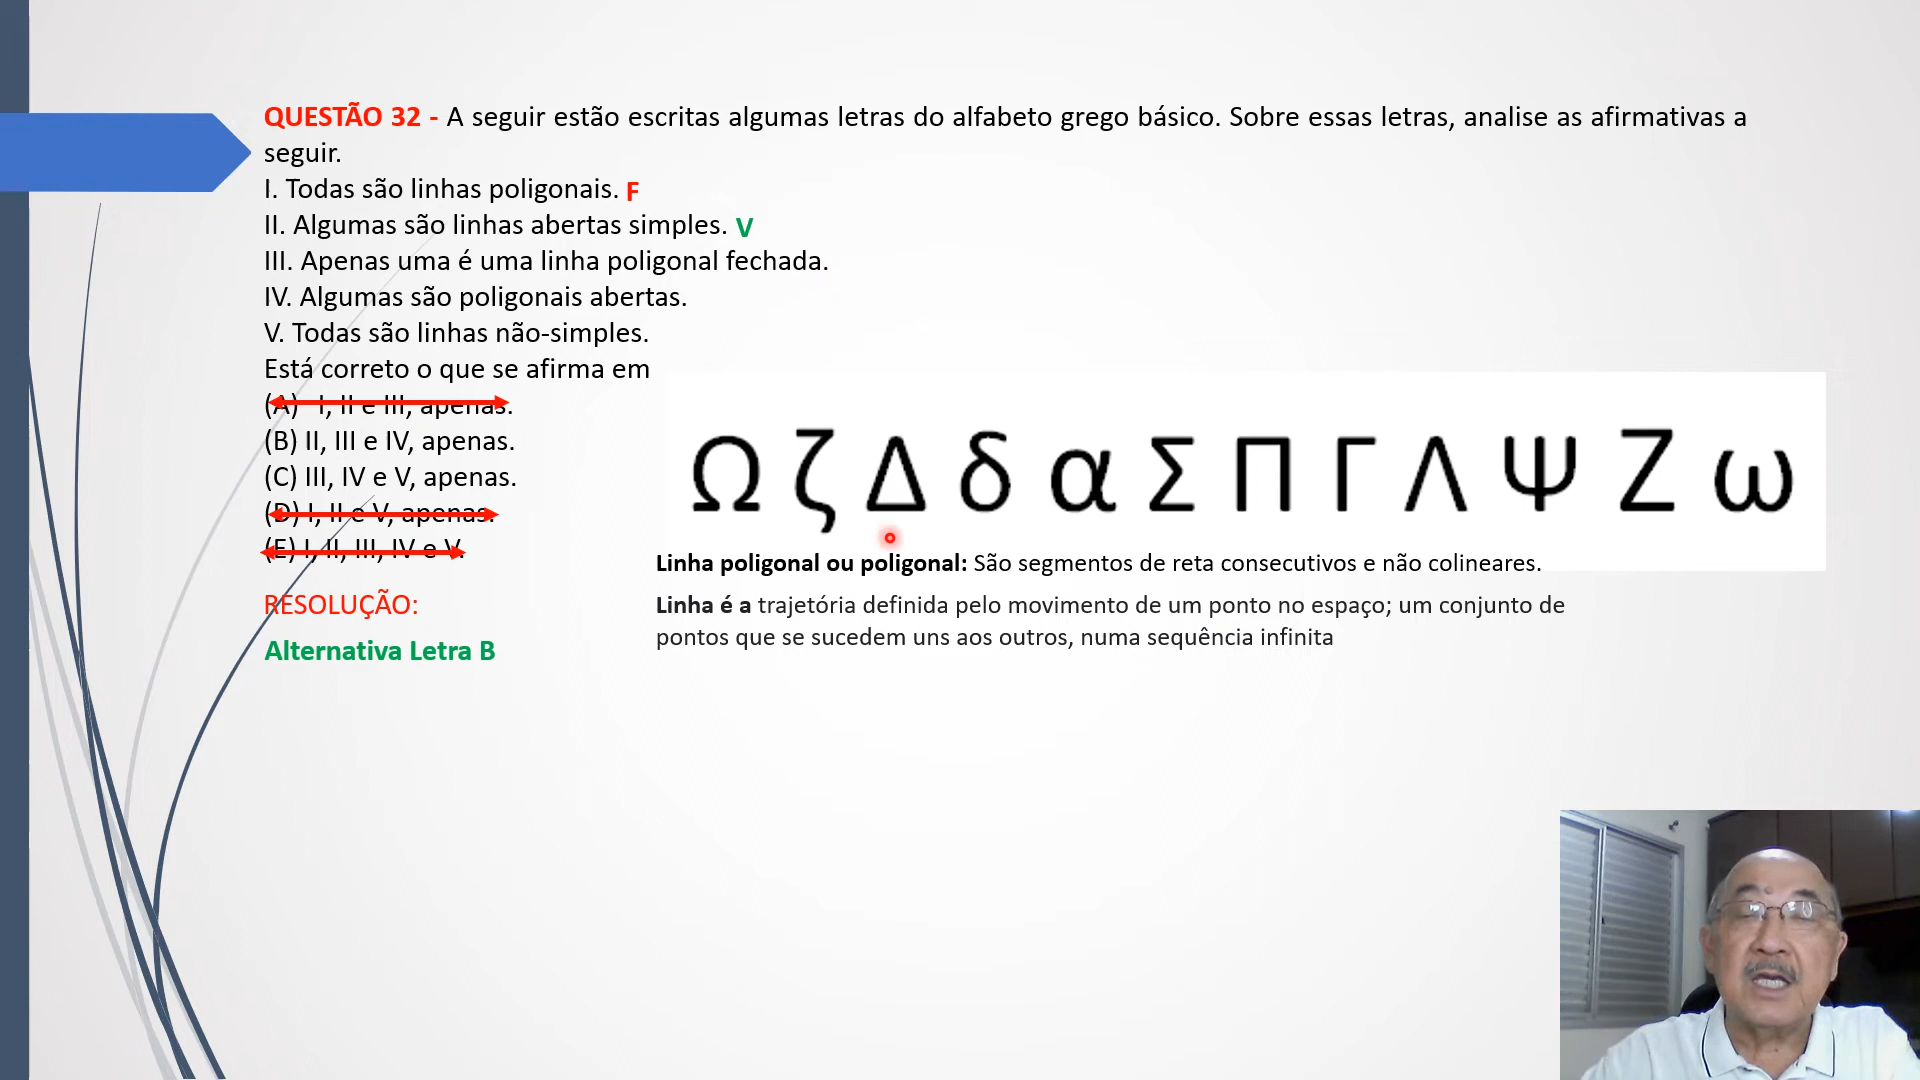 QUESTÃO 32 - A seguir estão escritas algumas letras do alfabeto grego básico. Sobre essas letras, analise as afirmativas a
seguir.
I. Todas são linhas poligonais. F
II. Algumas são linhas abertas simples. V
III. Apenas uma é uma linha poligonal fechada.
IV. Algumas são poligonais abertas.
V. Todas são linhas não-simples.
Está correto o que se afirma em
(A) I, II e III, apenas.
(B) II, III e IV, apenas.
(C) III, IV e V, apenas.
(D) I, II e V, apenas.
(E) I, II, III, IV e V.
Ω ζ Δ δ α Σ Π Γ Λ Ψ Ζ ω
Linha poligonal ou poligonal: São segmentos de reta consecutivos e não colineares.
Linha é a trajetória definida pelo movimento de um ponto no espaço; um conjunto de
pontos que se sucedem uns aos outros, numa sequência infinita
RESOLUÇÃO:
Alternativa Letra B